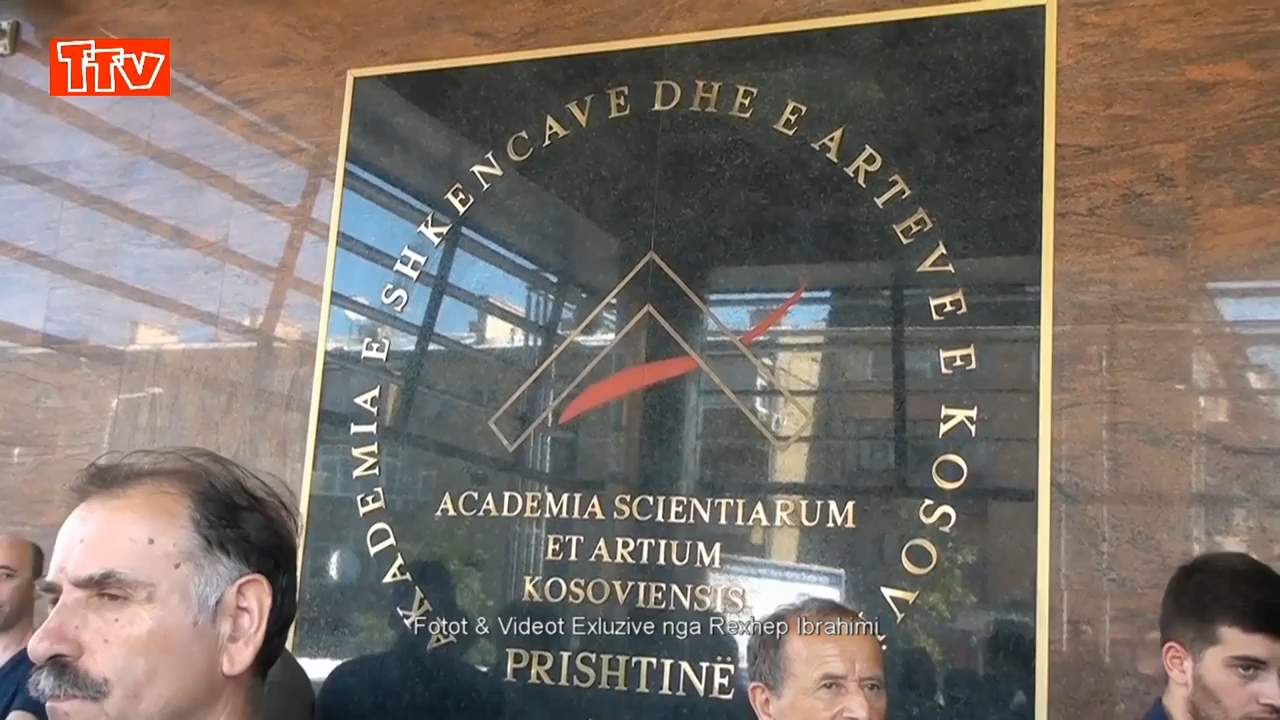 TTV
AKADEMIA E SHKENCAVE DHE E ARTEVE E KOSOVËS
ACADEMIA SCIENTIARUM
ET ARTIUM
KOSOVIENSIS
Fotot & Videot Exluzive nga Rexhep Ibrahimi
PRISHTINË